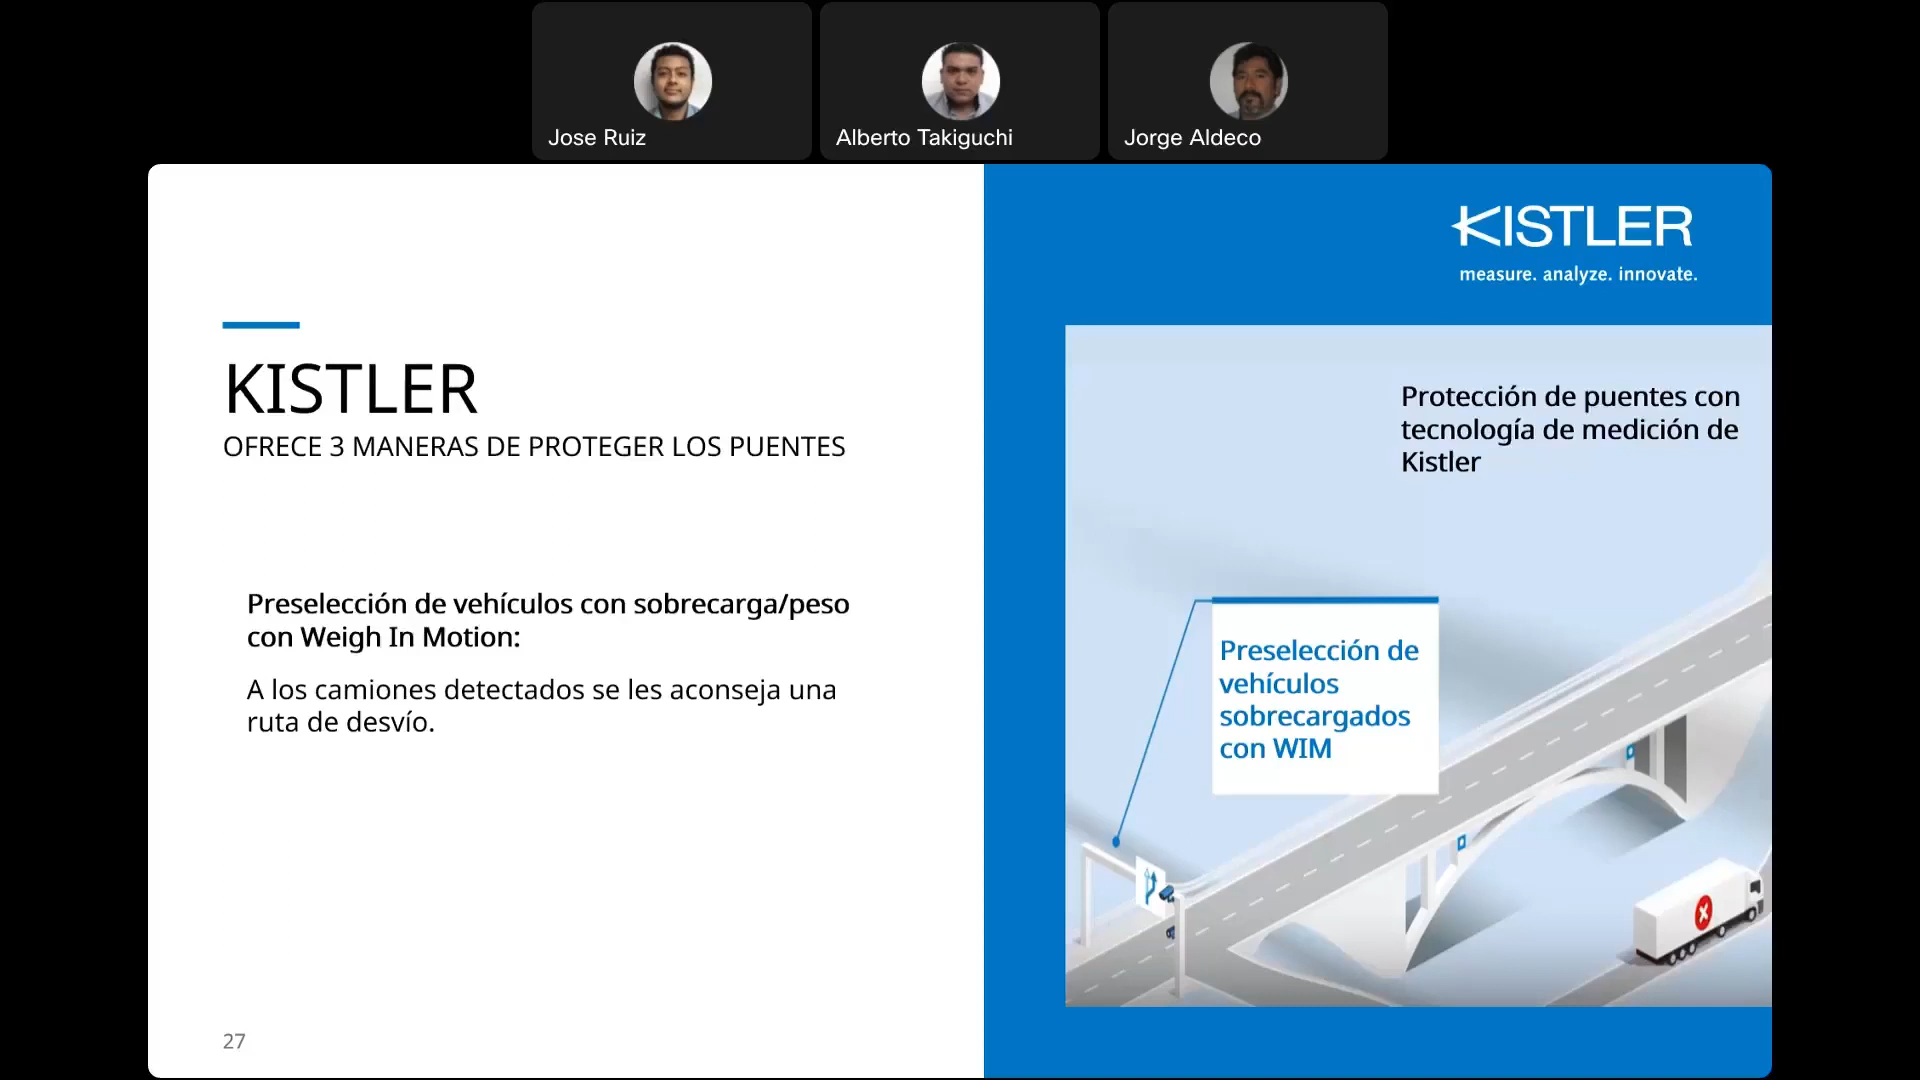 Jose Ruiz
Alberto Takiguchi
Jorge Aldeco
KISTLER
measure. analyze. innovate.
KISTLER
OFRECE 3 MANERAS DE PROTEGER LOS PUENTES
Preselección de vehículos con sobrecarga/peso
con Weigh In Motion:
A los camiones detectados se les aconseja una
ruta de desvío.
Protección de puentes con
tecnología de medición de
Kistler
Preselección de
vehículos
sobrecargados
con WIM
27